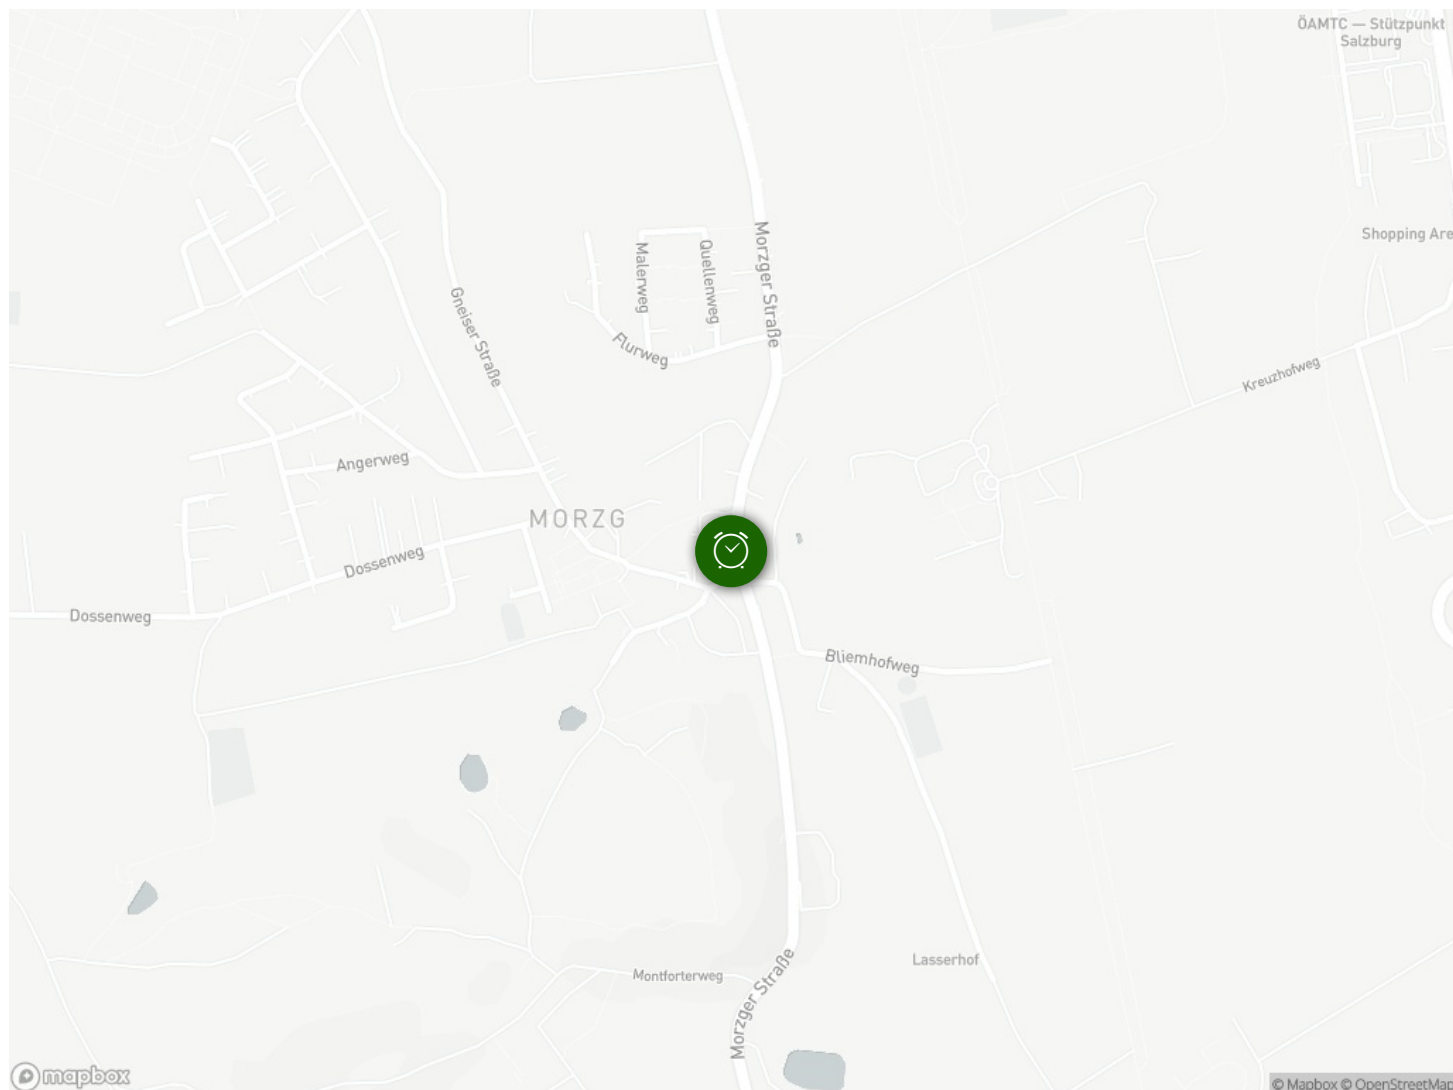 ÖAMTC — Stützpunkt
Salzburg
Shopping Are
Morzger Straße
Malerweg
Quellenweg
Flurweg
Gneiser Straße
Kreuzhofweg
Angerweg
MORZG
Dossenweg
Dossenweg
Bliemhofweg
Lasserhof
Montforterweg
Morzger Straße
mapbox
© Mapbox © OpenStreetMap